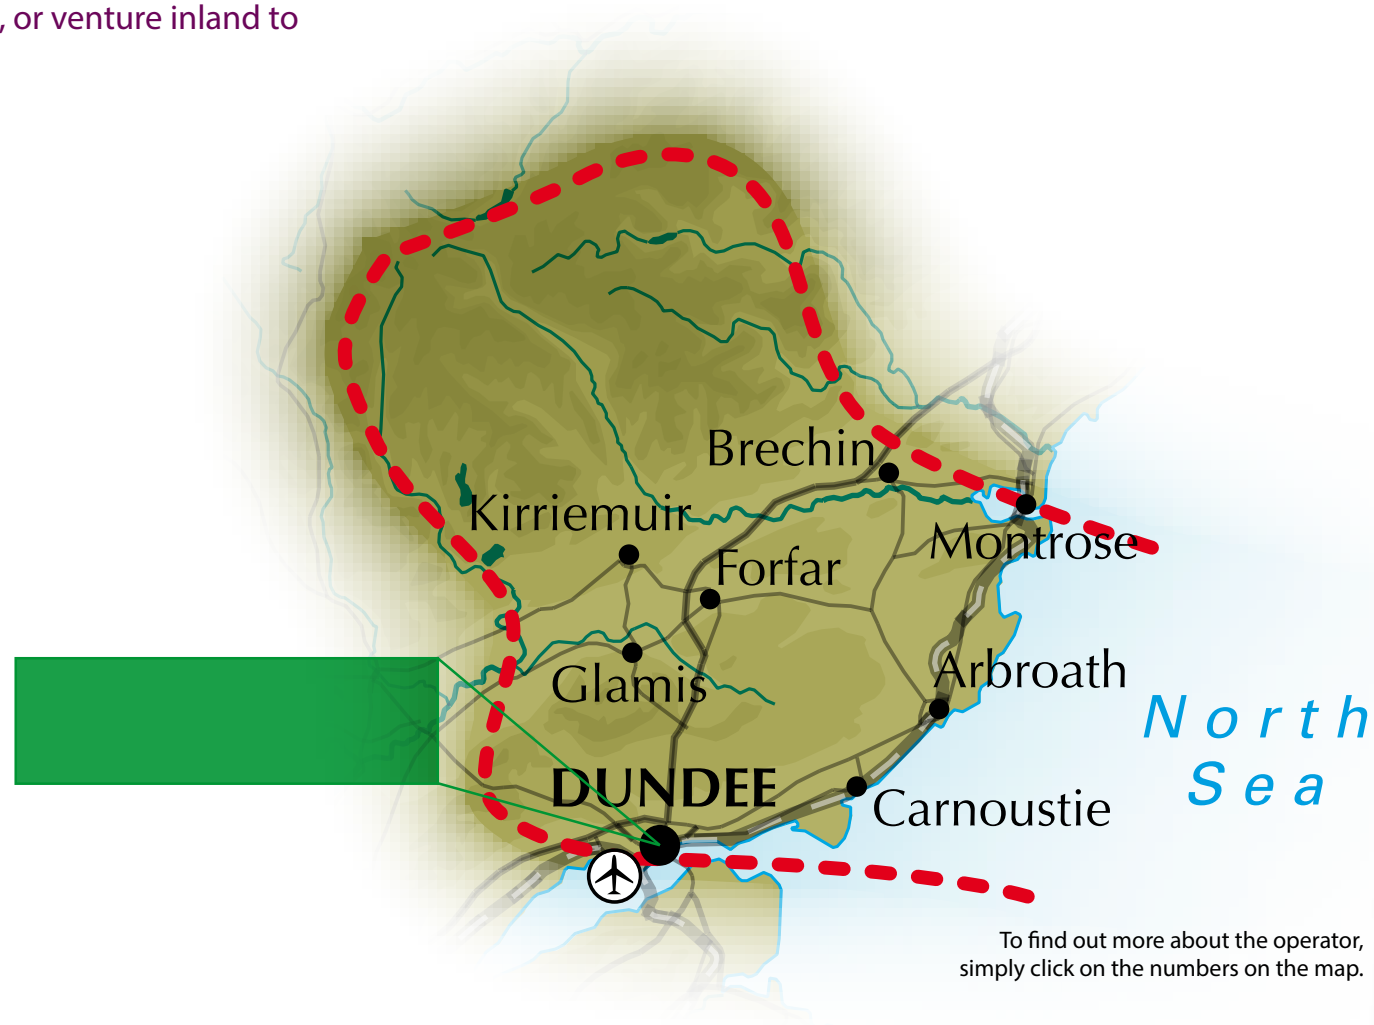 , or venture inland to
Brechin
Kirriemuir
Montrose
Forfar
Arbroath
Glamis
North
Sea
DUNDEE
Carnoustie
To find out more about the operator,
simply click on the numbers on the map.